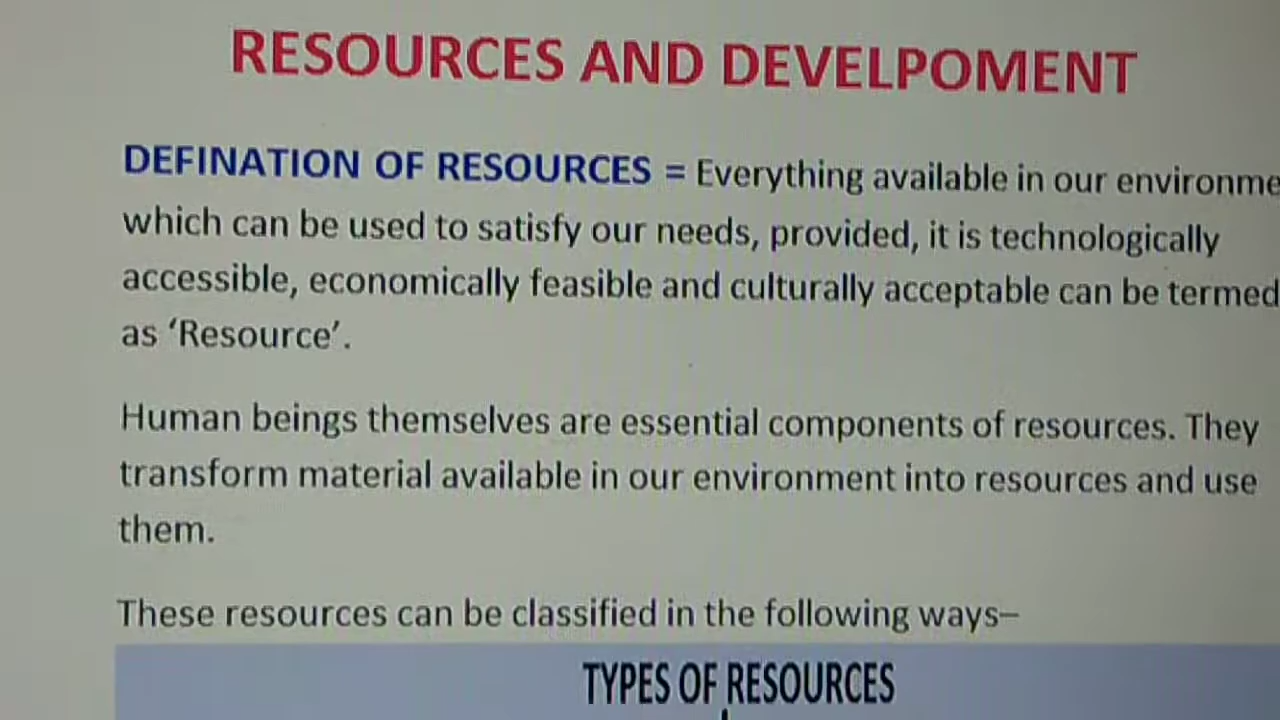 RESOURCES AND DEVELPOMENT
DEFINATION OF RESOURCES = Everything available in our environme
which can be used to satisfy our needs, provided, it is technologically
accessible, economically feasible and culturally acceptable can be termed
as ‘Resource’.
Human beings themselves are essential components of resources. They
transform material available in our environment into resources and use
them.
These resources can be classified in the following ways–
TYPES OF RESOURCES